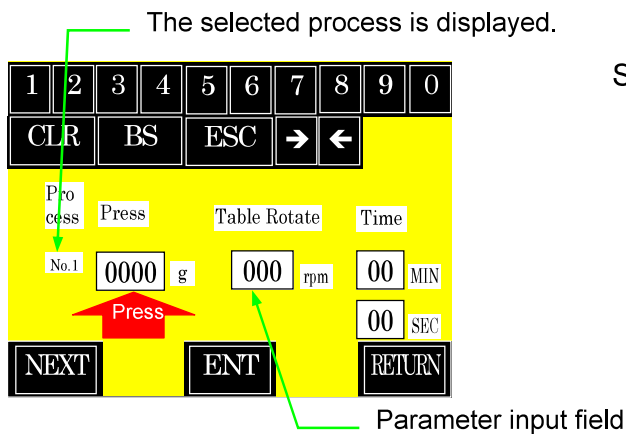 The selected process is displayed.
S
1 2 3 4 5 6 7 8 9 0
CLR BS ESC → ←
Pro
cess Press Table Rotate Time
No.1 0000 g 000 rpm 00 MIN
Press
00 SEC
NEXT ENT RETURN
Parameter input field